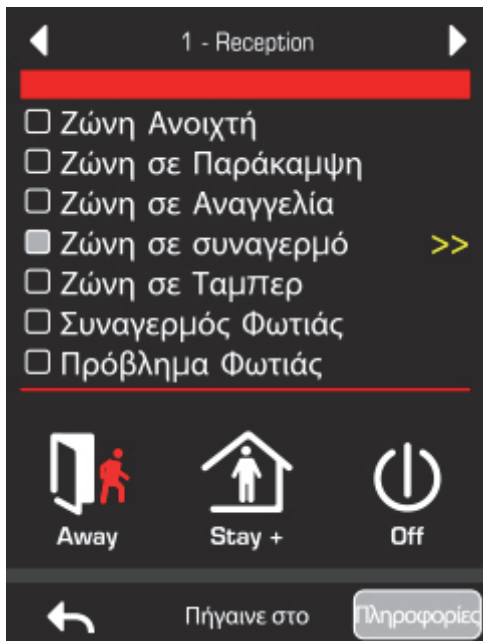 1 - Reception
Ζώνη Ανοιχτή
Ζώνη σε Παράκαμψη
Ζώνη σε Αναγγελία
Ζώνη σε συναγερμό >>
Ζώνη σε Ταμπερ
Συναγερμός Φωτιάς
Πρόβλημα Φωτιάς
Away Stay + Off
Πήγαινε στο Πληροφορίες